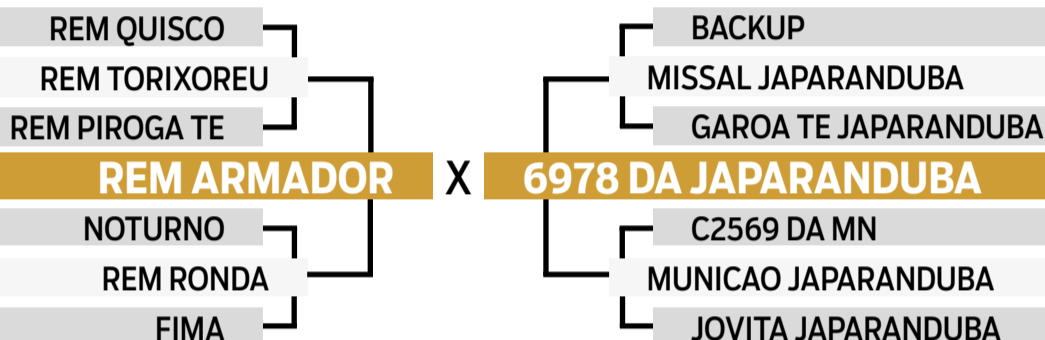 REM QUISCO
REM TORIXOREU
REM PIROGA TE
REM ARMADOR
NOTURNO
REM RONDA
FIMA
X
BACKUP
MISSAL JAPARANDUBA
GAROA TE JAPARANDUBA
6978 DA JAPARANDUBA
C2569 DA MN
MUNICAO JAPARANDUBA
JOVITA JAPARANDUBA